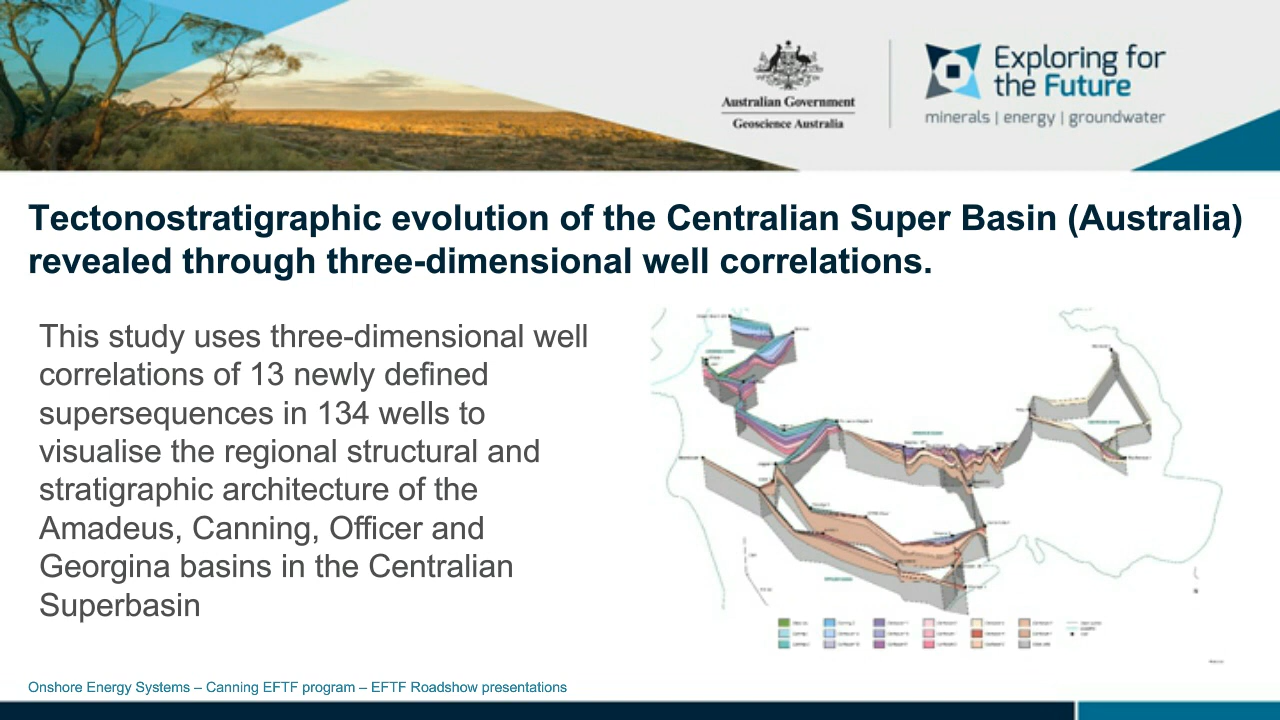 Australian Government
Geoscience Australia
Exploring for
the Future
minerals | energy | groundwater
Tectonostratigraphic evolution of the Centralian Super Basin (Australia)
revealed through three-dimensional well correlations.
This study uses three-dimensional well
correlations of 13 newly defined
supersequences in 134 wells to
visualise the regional structural and
stratigraphic architecture of the
Amadeus, Canning, Officer and
Georgina basins in the Centralian
Superbasin
Onshore Energy Systems – Canning EFTF program – EFTF Roadshow presentations